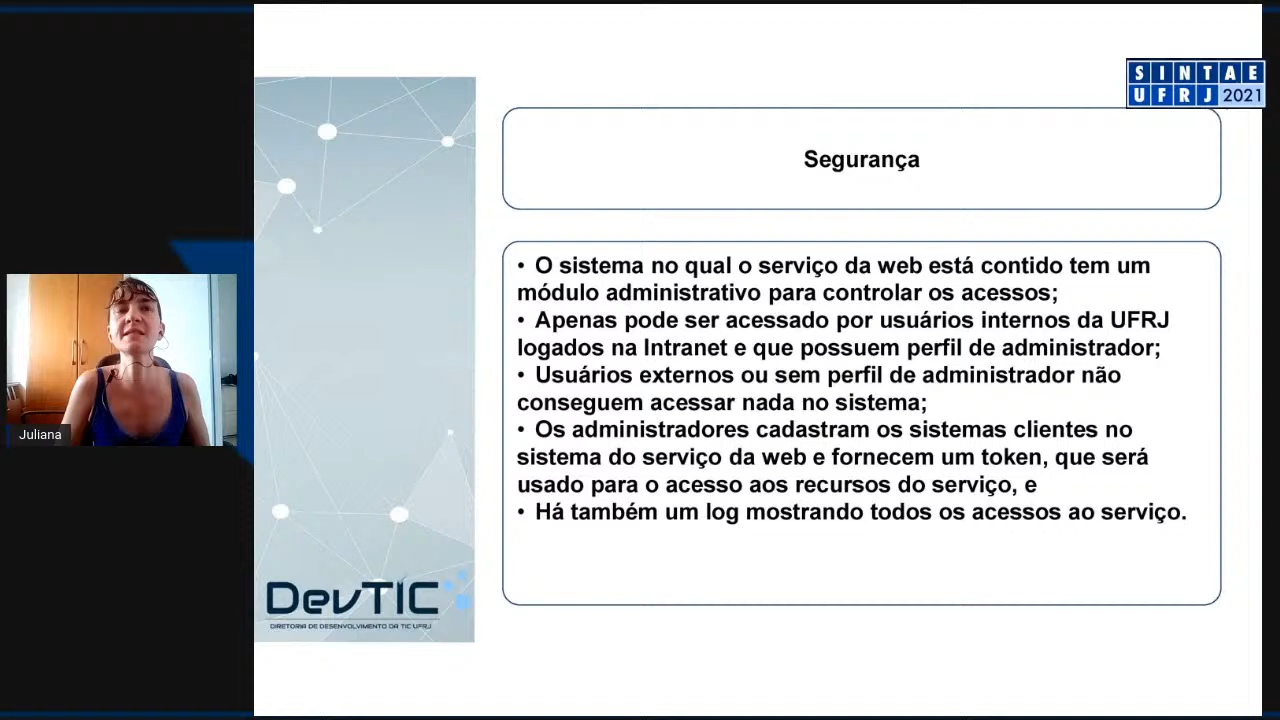 SINTAE
UFRJ 2021
Segurança
• O sistema no qual o serviço da web está contido tem um
módulo administrativo para controlar os acessos;
• Apenas pode ser acessado por usuários internos da UFRJ
logados na Intranet e que possuem perfil de administrador;
• Usuários externos ou sem perfil de administrador não
conseguem acessar nada no sistema;
• Os administradores cadastram os sistemas clientes no
sistema do serviço da web e fornecem um token, que será
usado para o acesso aos recursos do serviço, e
• Há também um log mostrando todos os acessos ao serviço.
Juliana
DevTIC
DIRETORIA DE DESENVOLVIMENTO DA TIC UFRJ